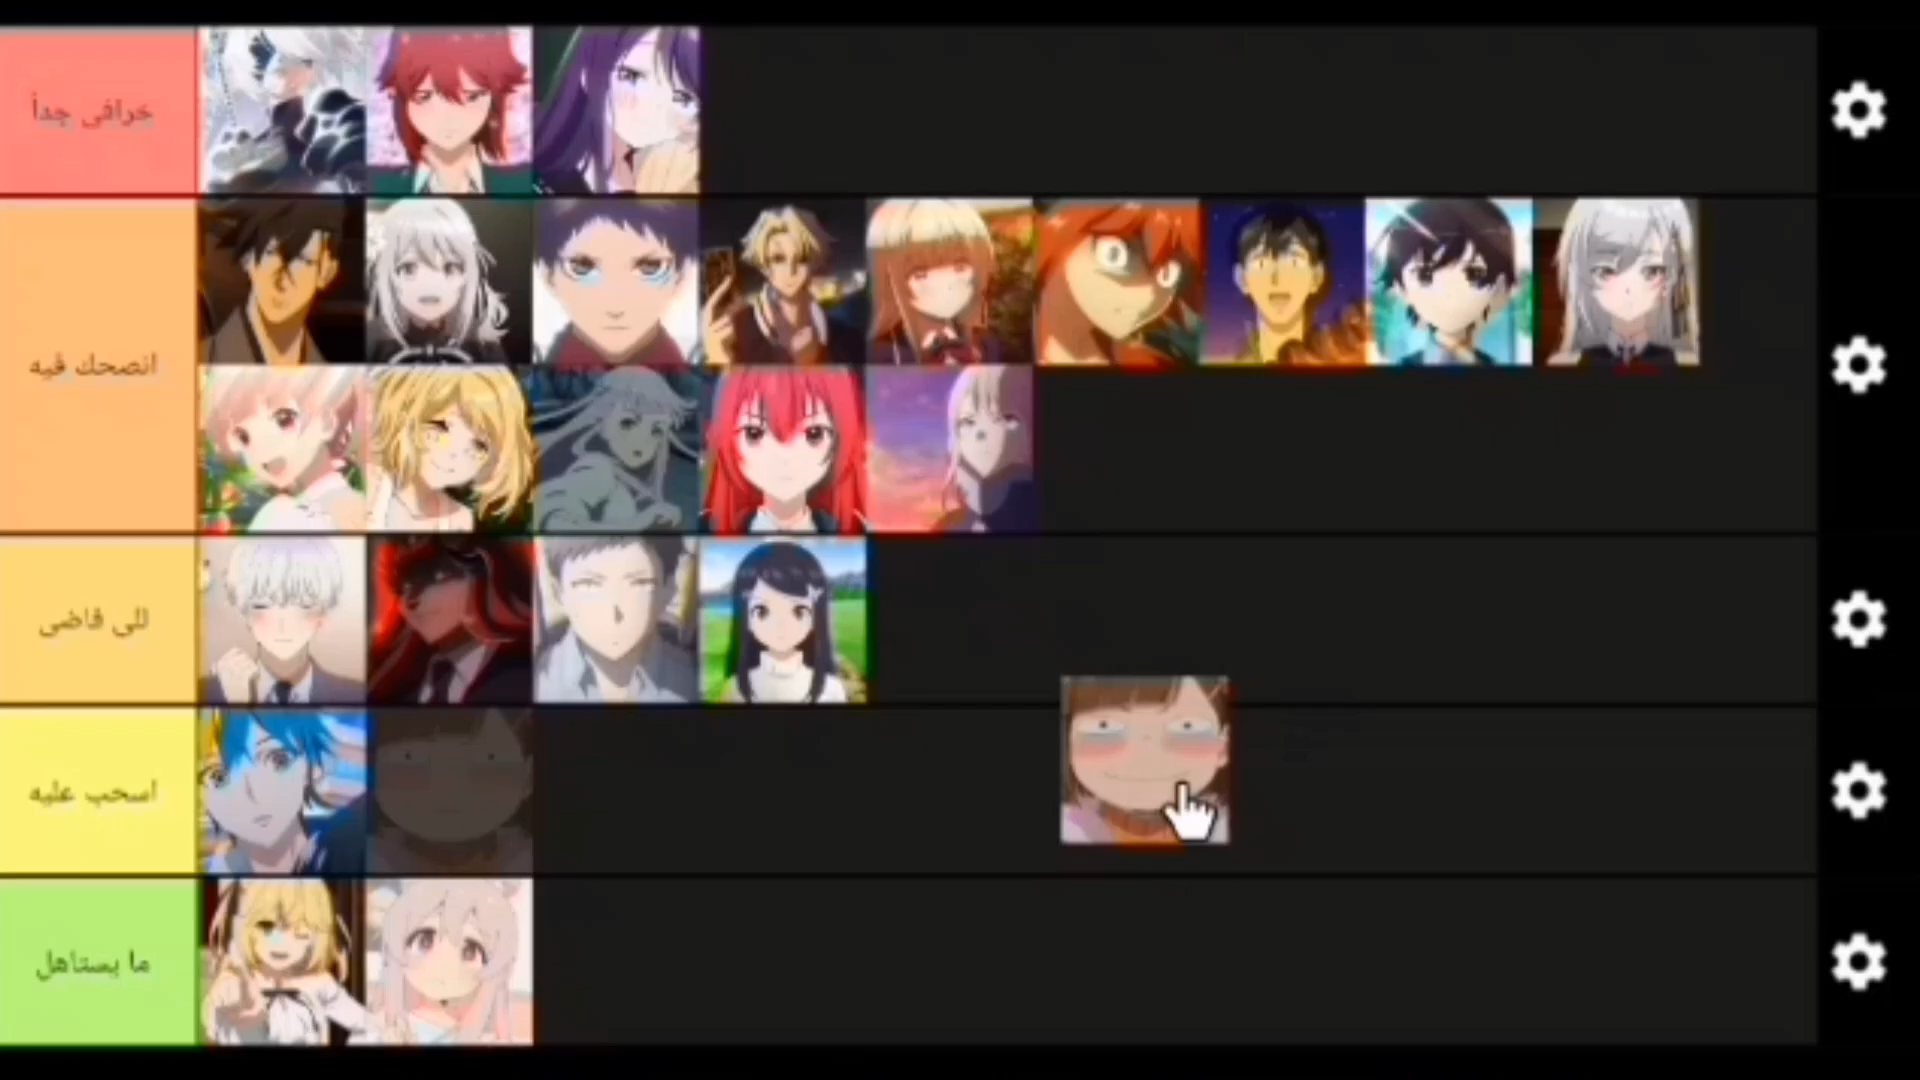 خرافي جداً
انصحك فيه
للي فاضي
اسحب عليه
ما يستاهل